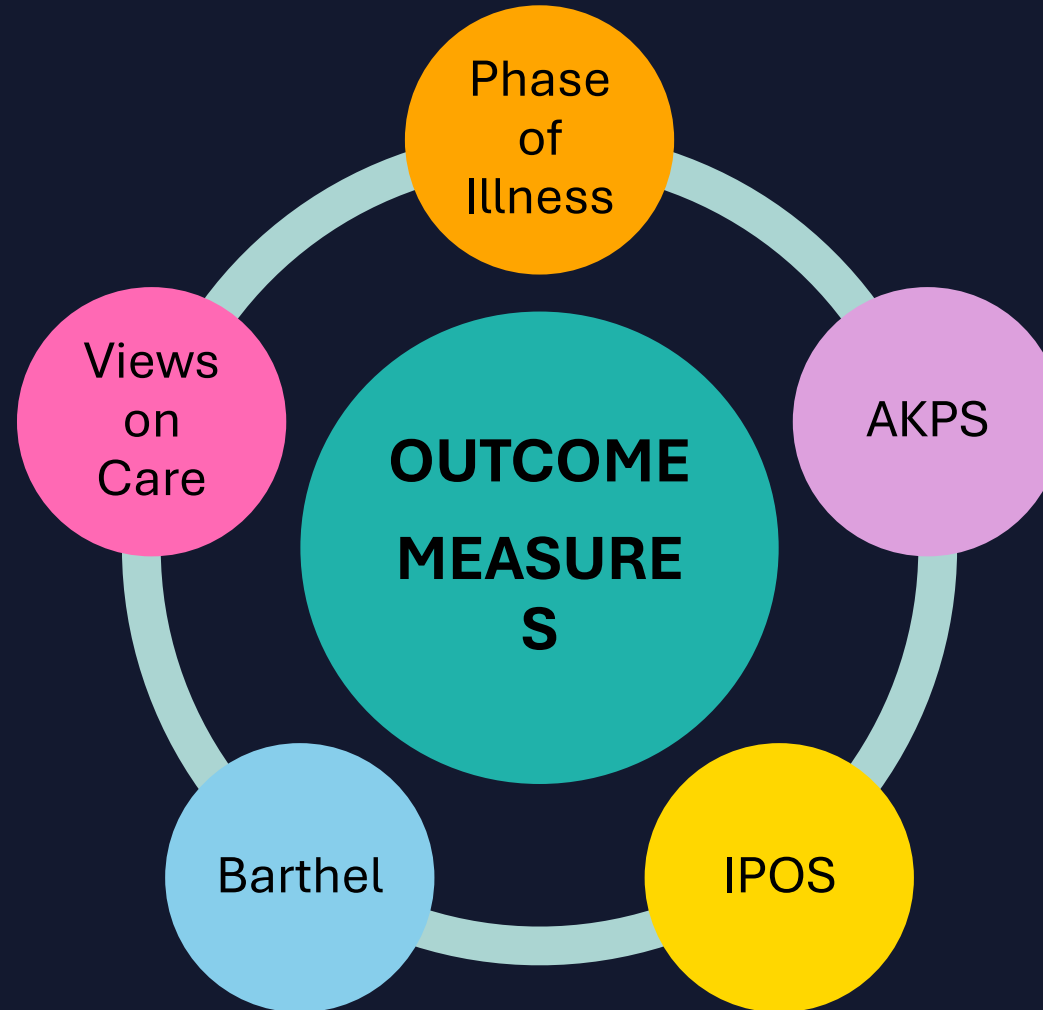 Phase
of
Illness
Views
on
Care
AKPS
OUTCOME
MEASURE
S
Barthel
IPOS